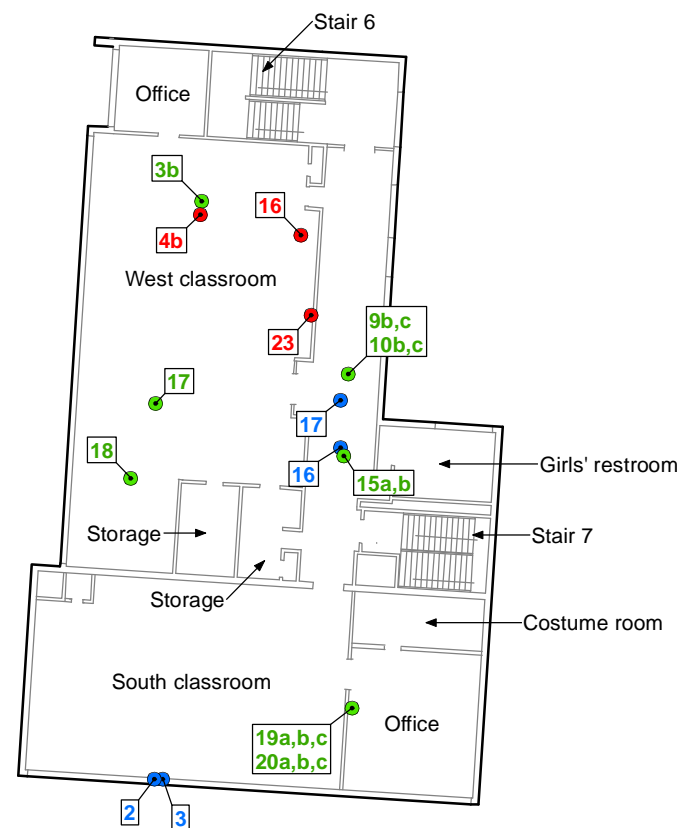 Stair 6
Office
3b
16
4b
West classroom
9b,c
10b,c
23
17
17
18
16
15a,b
Girls' restroom
Storage
Stair 7
Storage
Costume room
South classroom
19a,b,c
20a,b,c
Office
2
3